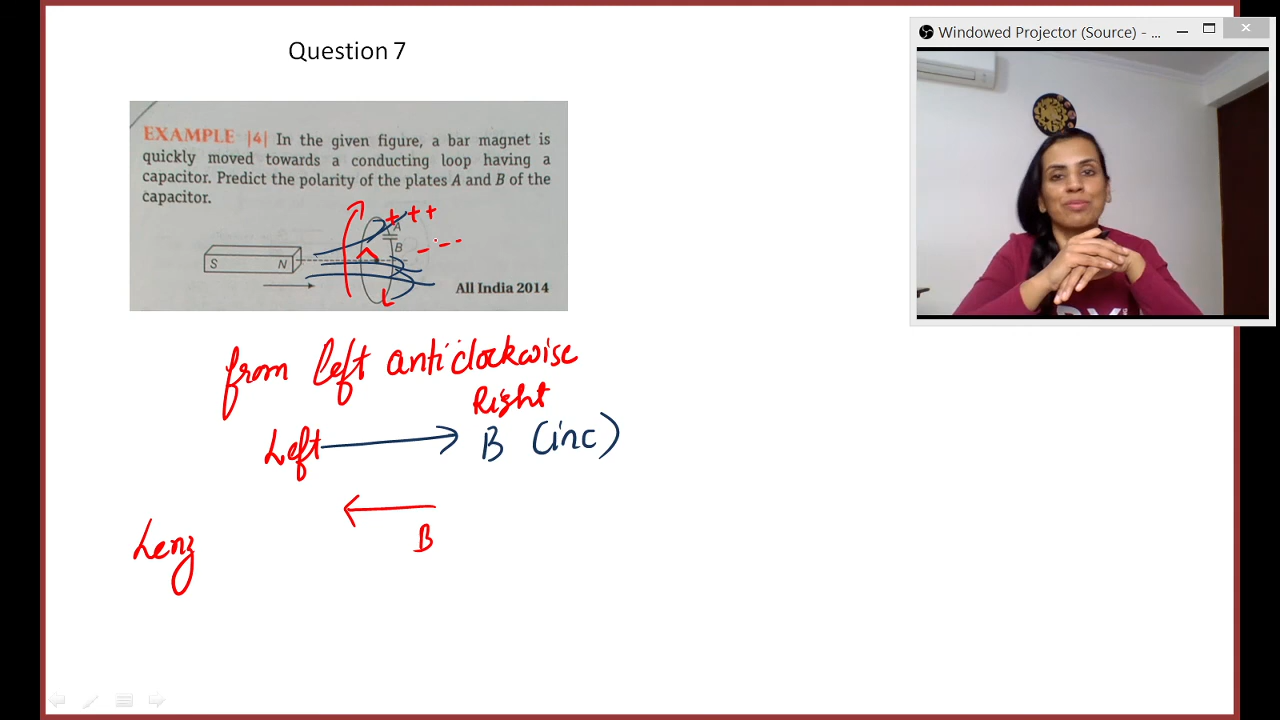 Question 7
Windowed Projector (Source) - ...
EXAMPLE |4| In the given figure, a bar magnet is
quickly moved towards a conducting loop having a
capacitor. Predict the polarity of the plates A and B of the
capacitor.
+ + +
A
B
- - -
S N
All India 2014
from left anticlockwise
Right
Left B (inc)
B
Lenz